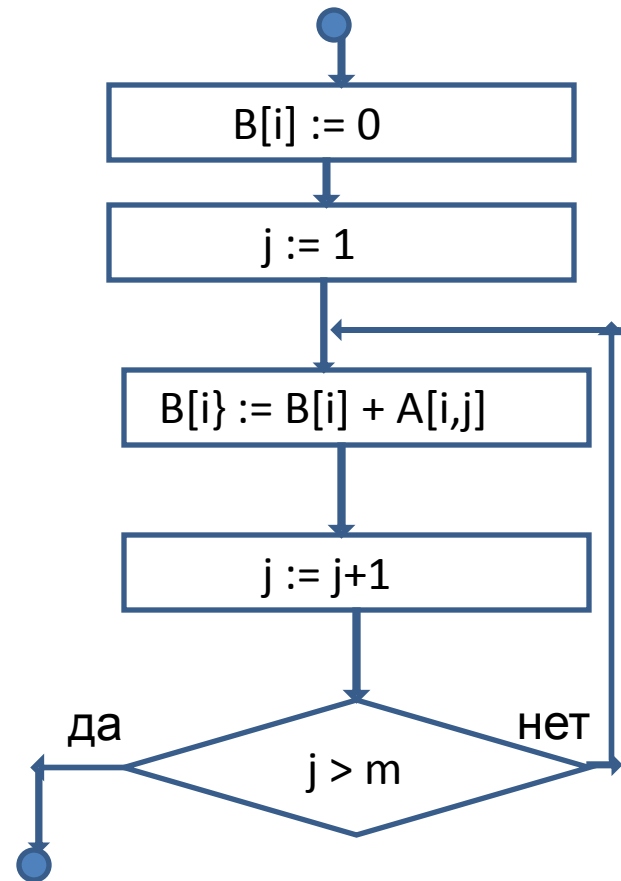 B[i] := 0
j := 1
B[i} := B[i] + A[i,j]
j := j+1
да
нет
j > m